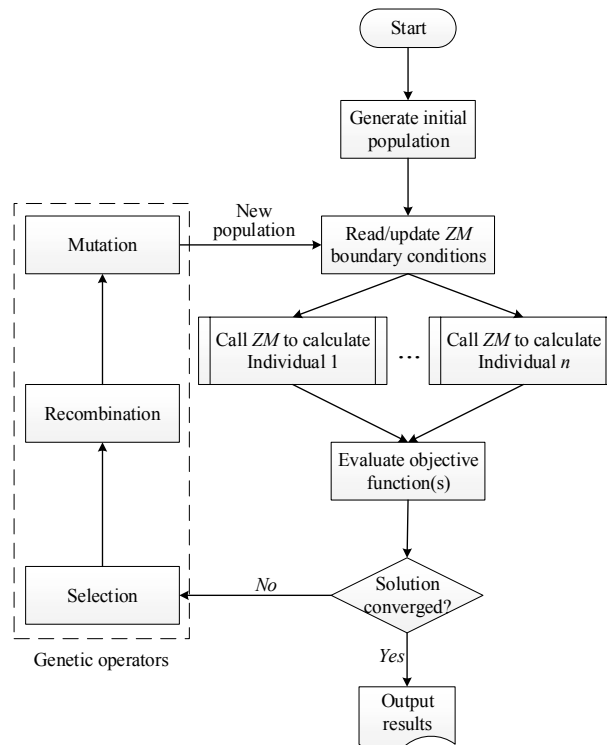 Start
Generate initial
population
New
population
Mutation
Read/update ZM
boundary conditions
Call ZM to calculate
Individual 1
...
Call ZM to calculate
Individual n
Recombination
Evaluate objective
function(s)
Solution
converged?
No
Selection
Genetic operators
Yes
Output
results